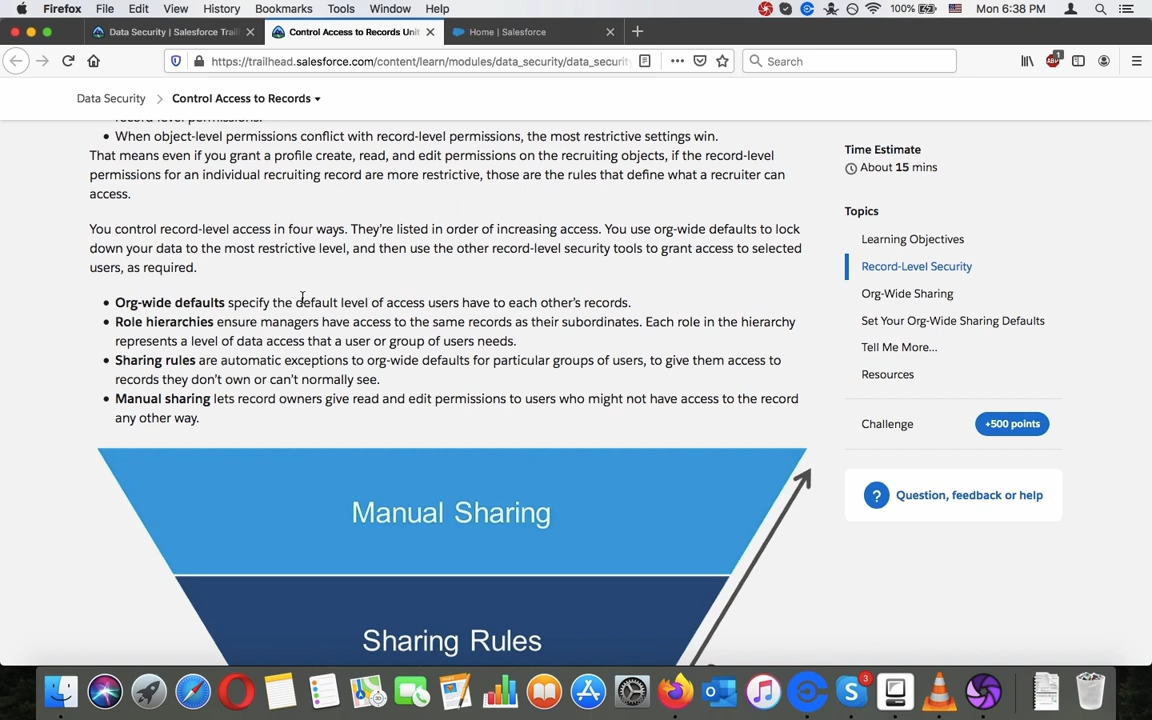 Firefox File Edit View History Bookmarks Tools Window Help 100% Mon 6:38 PM
Data Security | Salesforce Trail
Control Access to Records Unit
Home | Salesforce
https://trailhead.salesforce.com/content/learn/modules/data_security/data_securit
Search
Data Security > Control Access to Records
record-level permissions.
• When object-level permissions conflict with record-level permissions, the most restrictive settings win.
That means even if you grant a profile create, read, and edit permissions on the recruiting objects, if the record-level
permissions for an individual recruiting record are more restrictive, those are the rules that define what a recruiter can
access.
You control record-level access in four ways. They're listed in order of increasing access. You use org-wide defaults to lock
down your data to the most restrictive level, and then use the other record-level security tools to grant access to selected
users, as required.
• Org-wide defaults specify the default level of access users have to each other's records.
• Role hierarchies ensure managers have access to the same records as their subordinates. Each role in the hierarchy
represents a level of data access that a user or group of users needs.
• Sharing rules are automatic exceptions to org-wide defaults for particular groups of users, to give them access to
records they don't own or can't normally see.
• Manual sharing lets record owners give read and edit permissions to users who might not have access to the record
any other way.
Manual Sharing
Sharing Rules
Time Estimate
About 15 mins
Topics
Learning Objectives
Record-Level Security
Org-Wide Sharing
Set Your Org-Wide Sharing Defaults
Tell Me More...
Resources
Challenge
+500 points
? Question, feedback or help
3